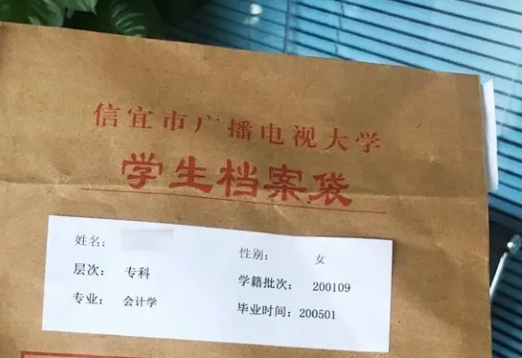 信宜市广播电视大学
学生档案袋
姓名: 性别: 女
层次: 专科 学籍批次: 200109
专业: 会计学 毕业时间:200501